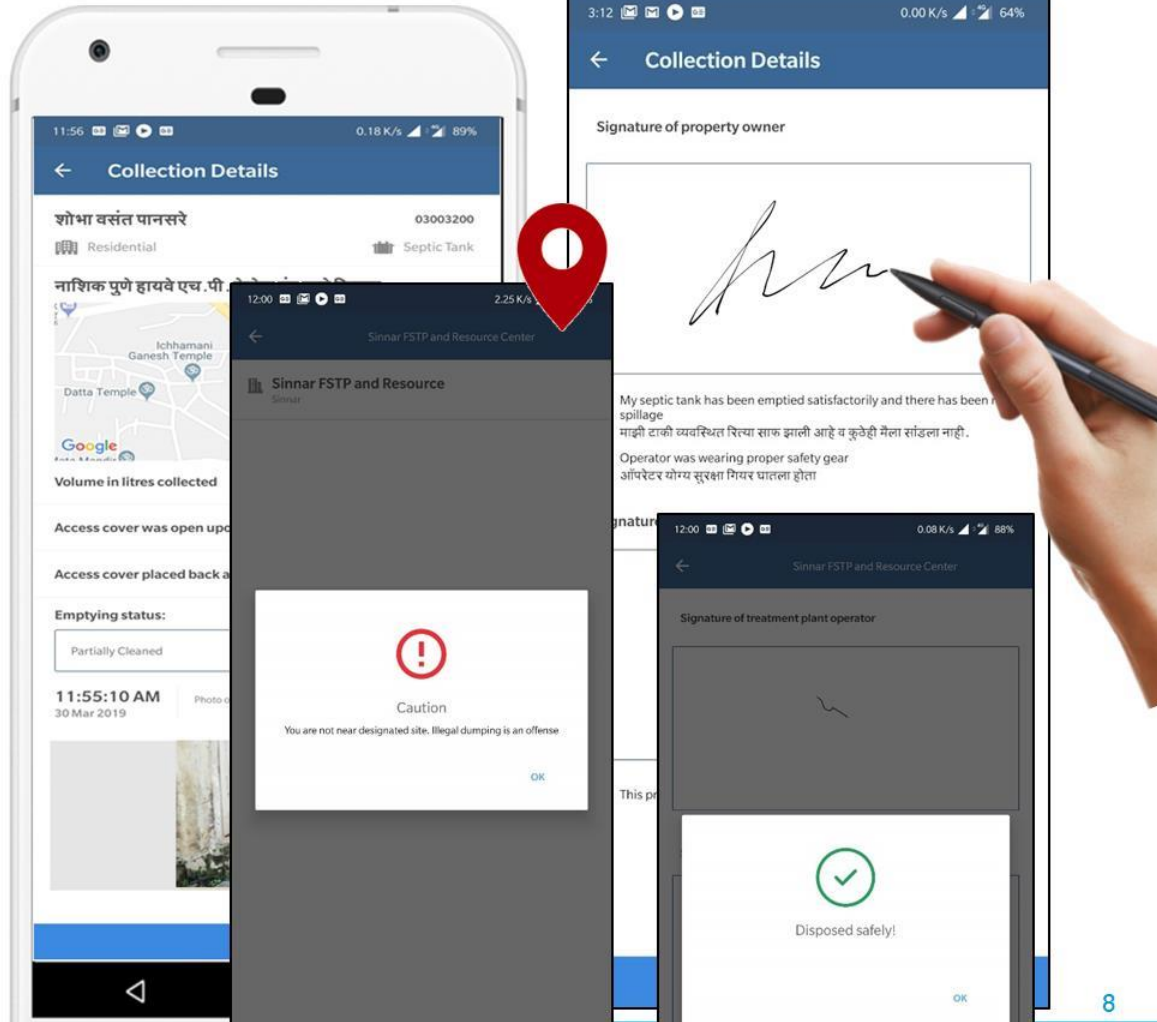 11:56
0.18 K/s
89%
Collection Details
शोभा वसंत पानसरे
03003200
Residential
Septic Tank
नाशिक पुणे हायवे एच.पी.
Ichhamani
Ganesh Temple
Datta Temple
Google
Volume in litres collected
Access cover was open
Access cover placed back
Emptying status:
Partially Cleaned
11:55:10 AM
30 Mar 2019
Photo
12:00
2.25 K/s
Sinnar FSTP and Resource Center
Sinnar FSTP and Resource
Sinnar
Caution
You are not near designated site. Illegal dumping is an offense
OK
3:12
0.00 K/s
4G
64%
Collection Details
Signature of property owner
My septic tank has been emptied satisfactorily and there has been
spillage
माझी टाकी व्यवस्थित रित्या साफ झाली आहे व कुठेही मैला सांडला नाही.
Operator was wearing proper safety gear
ऑपरेटर योग्य सुरक्षा गियर घातला होता
This
12:00
0.08 K/s
4G
88%
Sinnar FSTP and Resource Center
Signature of treatment plant operator
Disposed safely!
OK
8